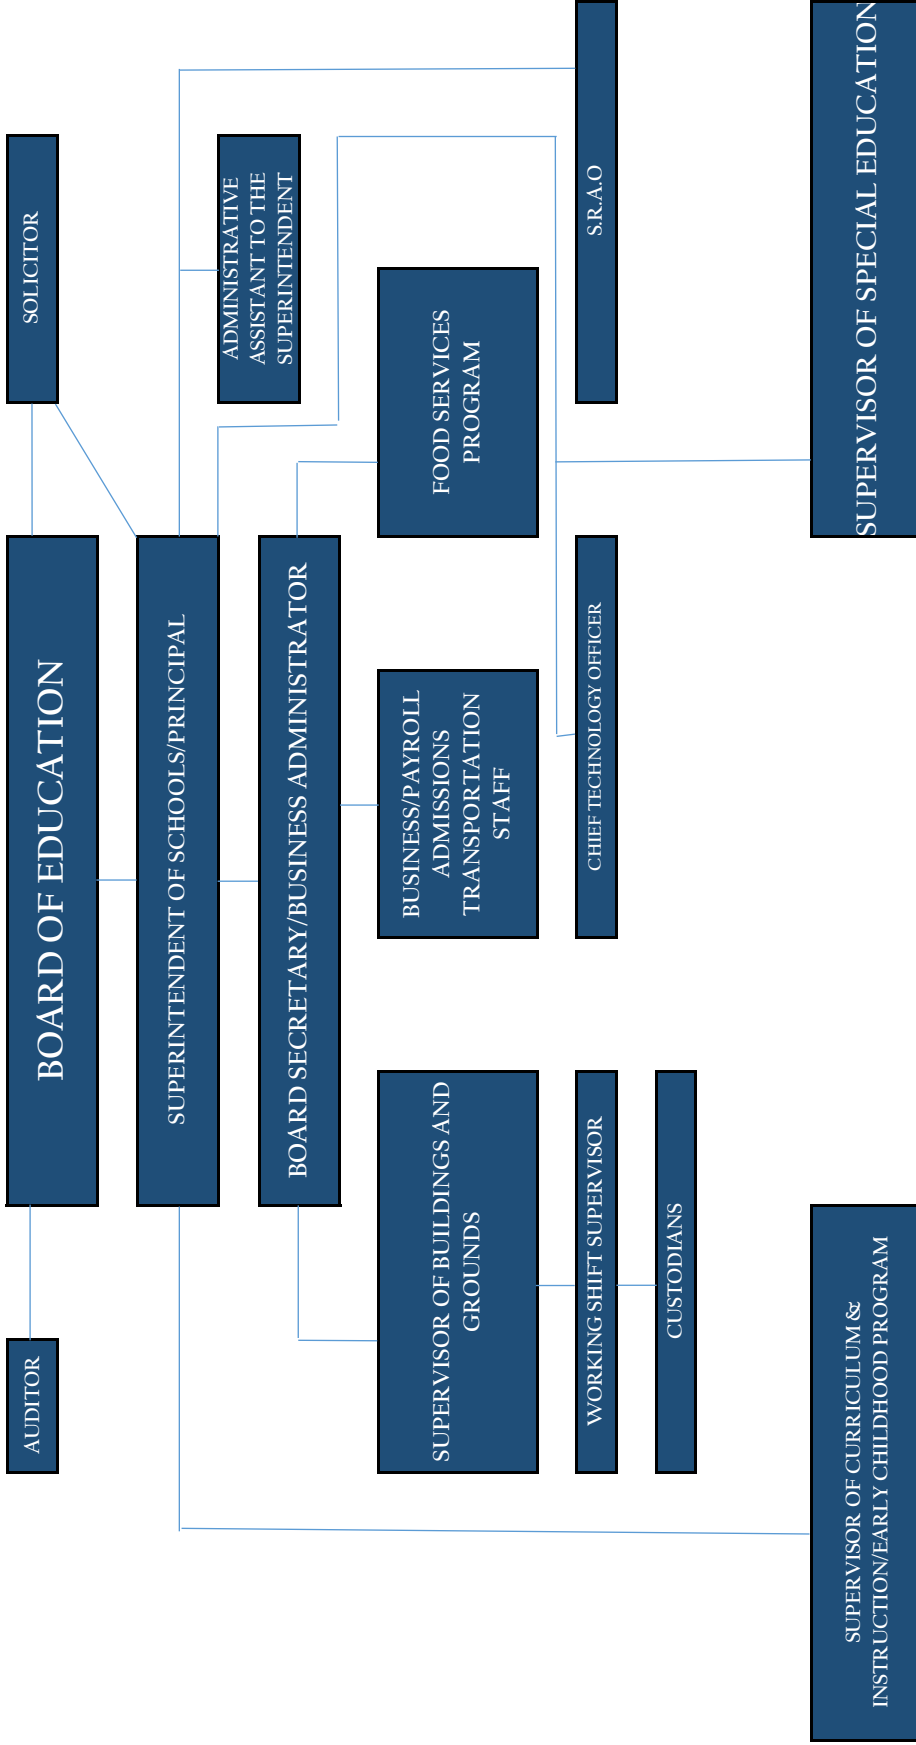 AUDITOR
BOARD OF EDUCATION
SOLICITOR
SUPERINTENDENT OF SCHOOLS/PRINCIPAL
ADMINISTRATIVE
ASSISTANT TO THE
SUPERINTENDENT
BOARD SECRETARY/BUSINESS ADMINISTRATOR
SUPERVISOR OF BUILDINGS AND
GROUNDS
BUSINESS/PAYROLL
ADMISSIONS
TRANSPORTATION
STAFF
FOOD SERVICES
PROGRAM
WORKING SHIFT SUPERVISOR
CHIEF TECHNOLOGY OFFICER
S.R.A.O
CUSTODIANS
SUPERVISOR OF CURRICULUM &
INSTRUCTION/EARLY CHILDHOOD PROGRAM
SUPERVISOR OF SPECIAL EDUCATION